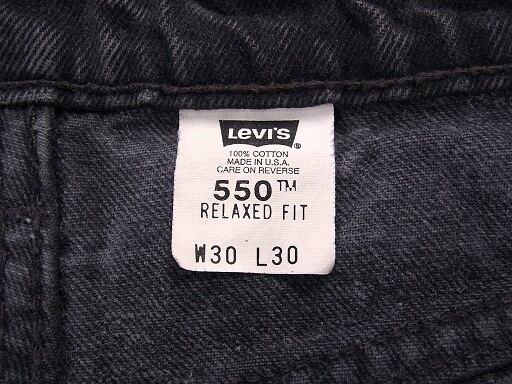 LEVI'S ®
100% COTTON
MADE IN U.S.A.
CARE ON REVERSE
550™
RELAXED FIT
W30 L30